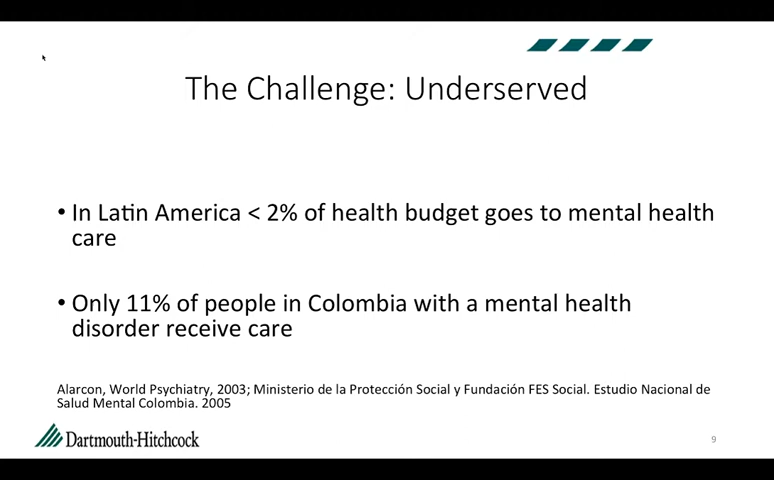 The Challenge: Underserved
• In Latin America < 2% of health budget goes to mental health
care
• Only 11% of people in Colombia with a mental health
disorder receive care
Alarcon, World Psychiatry, 2003; Ministerio de la Protección Social y Fundación FES Social. Estudio Nacional de
Salud Mental Colombia. 2005
Dartmouth-Hitchcock
9